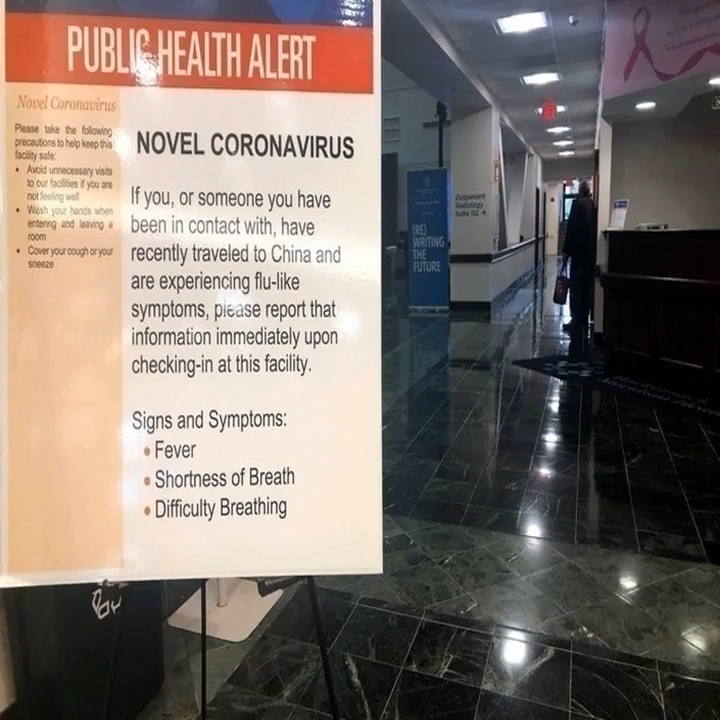 PUBLIC HEALTH ALERT
Novel Coronavirus
Please take the following
precautions to help keep this
facility safe:
• Avoid unnecessary visits
to our facilities if you are
not feeling well
• Wash your hands when
entering and leaving a
room
• Cover your cough or your
sneeze
NOVEL CORONAVIRUS
If you, or someone you have
been in contact with, have
recently traveled to China and
are experiencing flu-like
symptoms, please report that
information immediately upon
checking-in at this facility.
Signs and Symptoms:
• Fever
• Shortness of Breath
• Difficulty Breathing
(RE)
WRITING
THE
FUTURE
Outpatient
Radiology
Suite 112 →